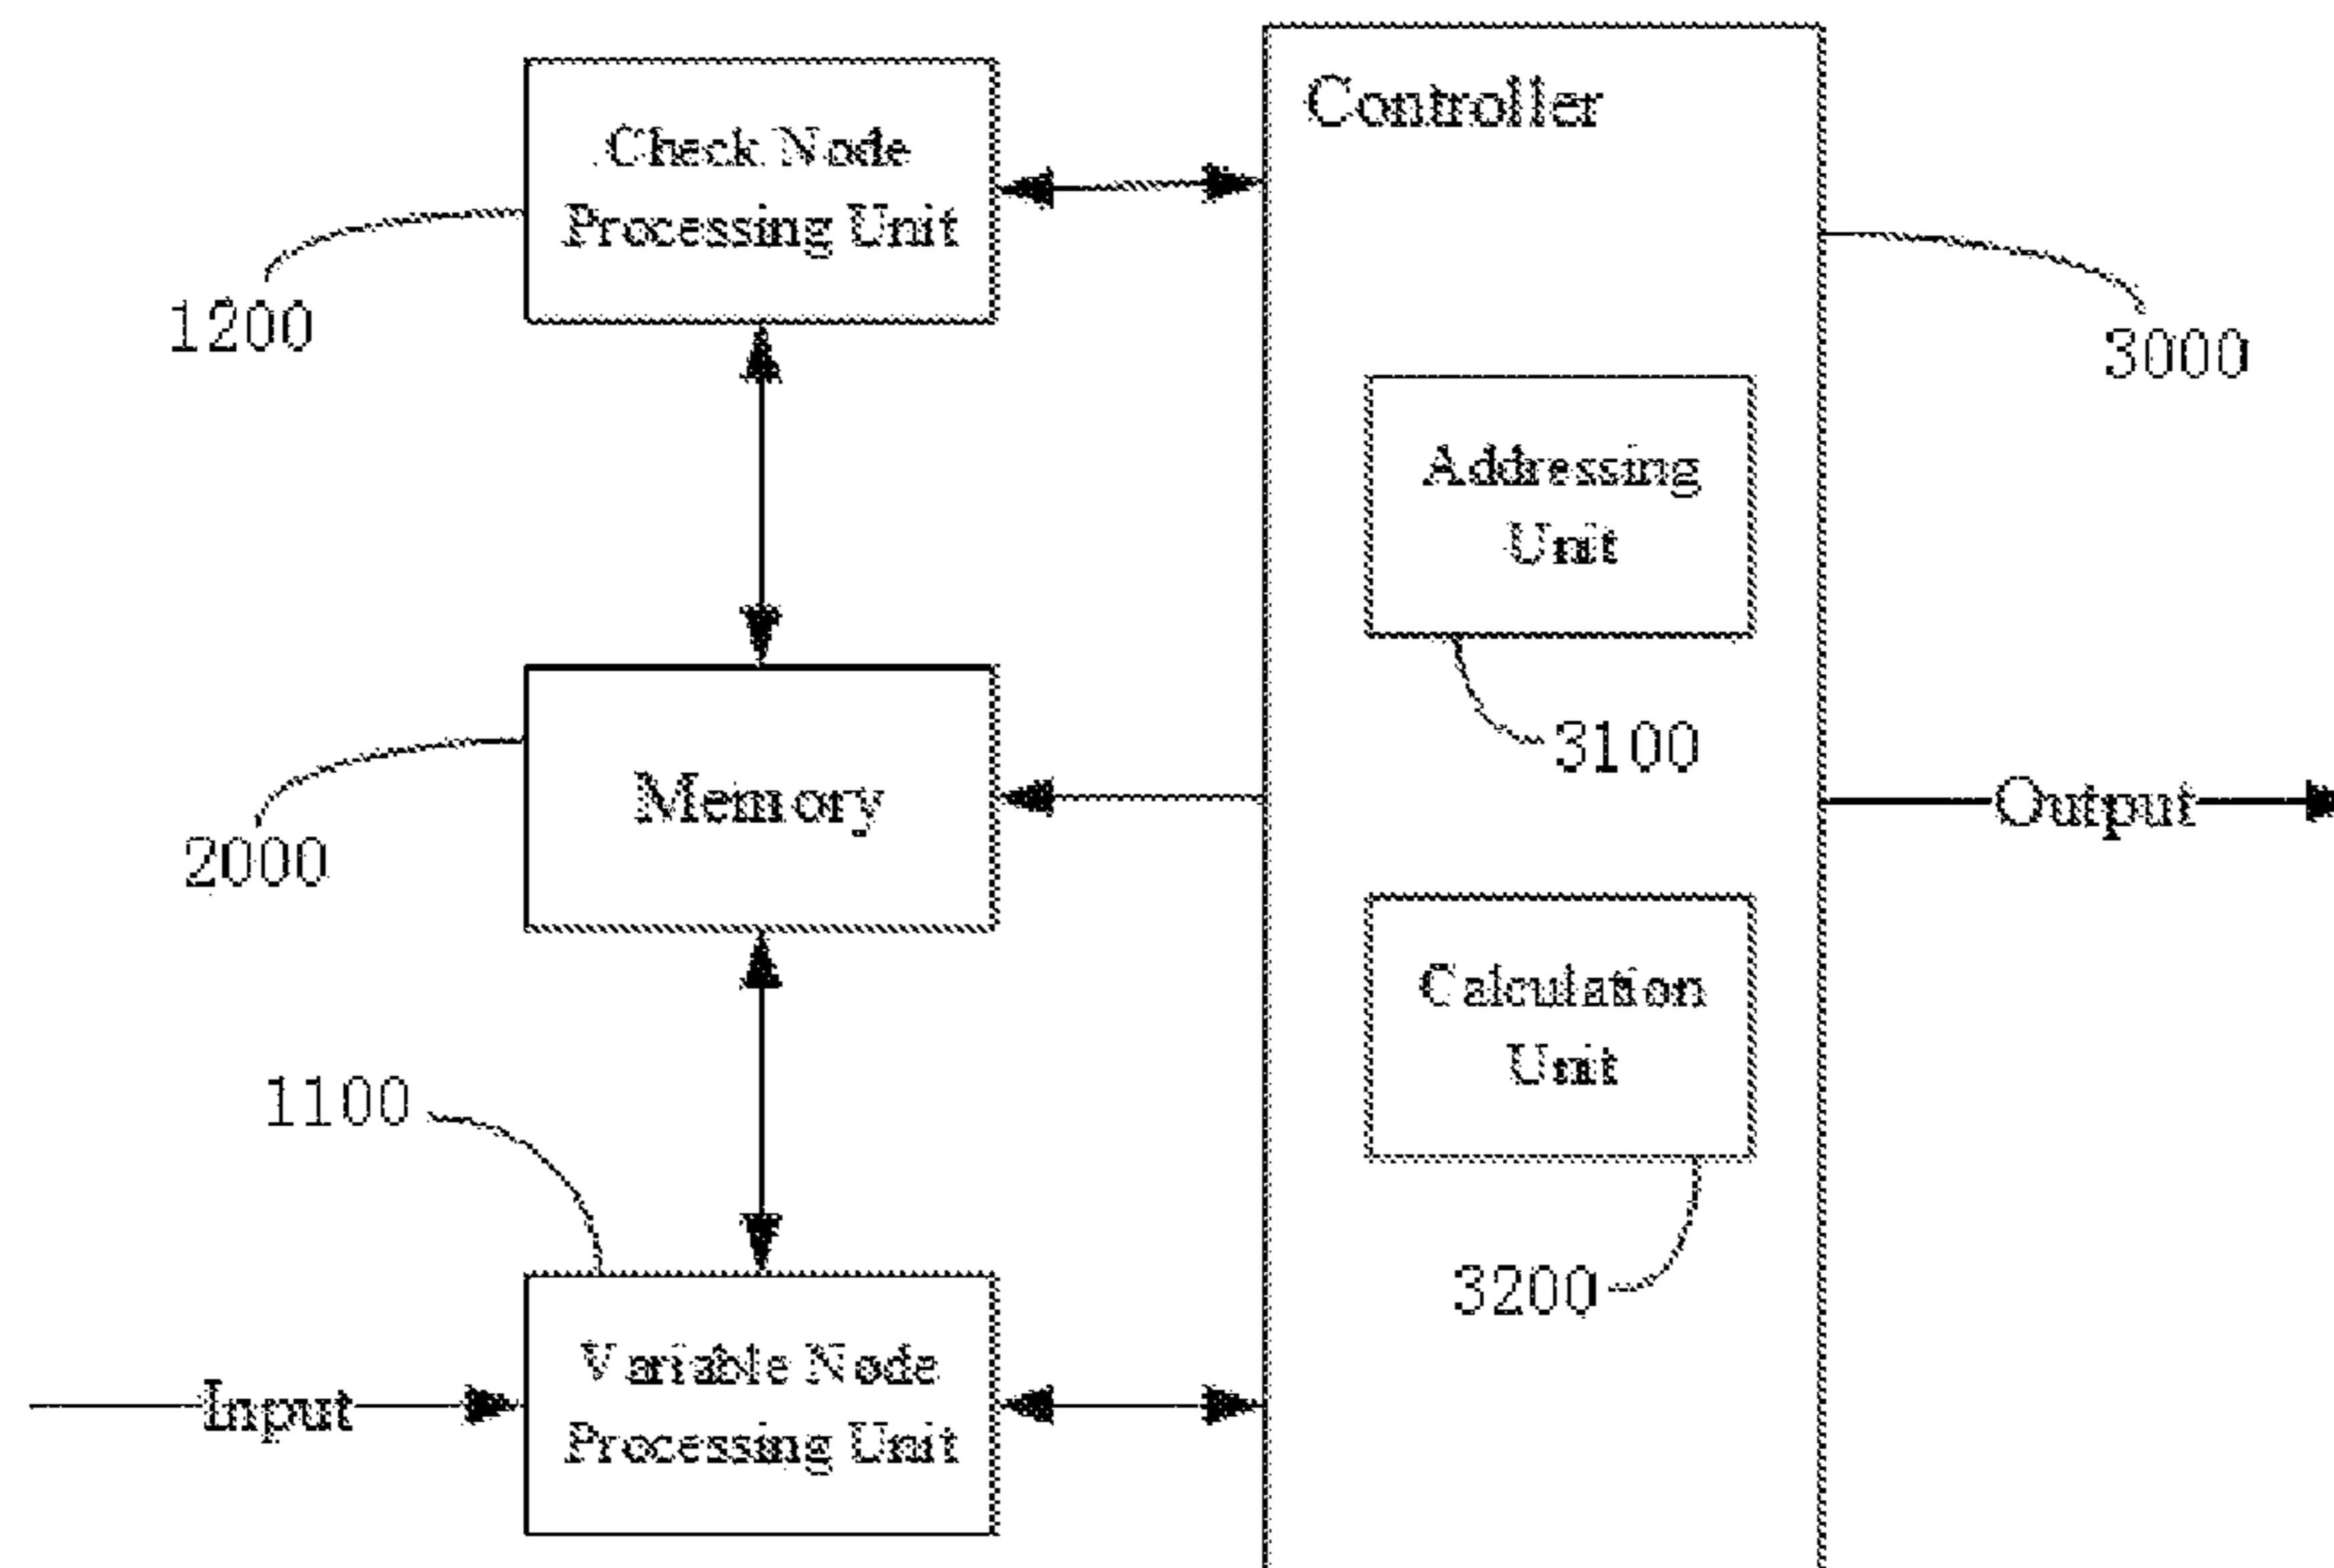 Controller
Check Node
Processing Unit
1200
3000
Addressing
Unit
3100
Memory
Output
2000
Calculation
Unit
1100
3200
Variable Node
Processing Unit
Input